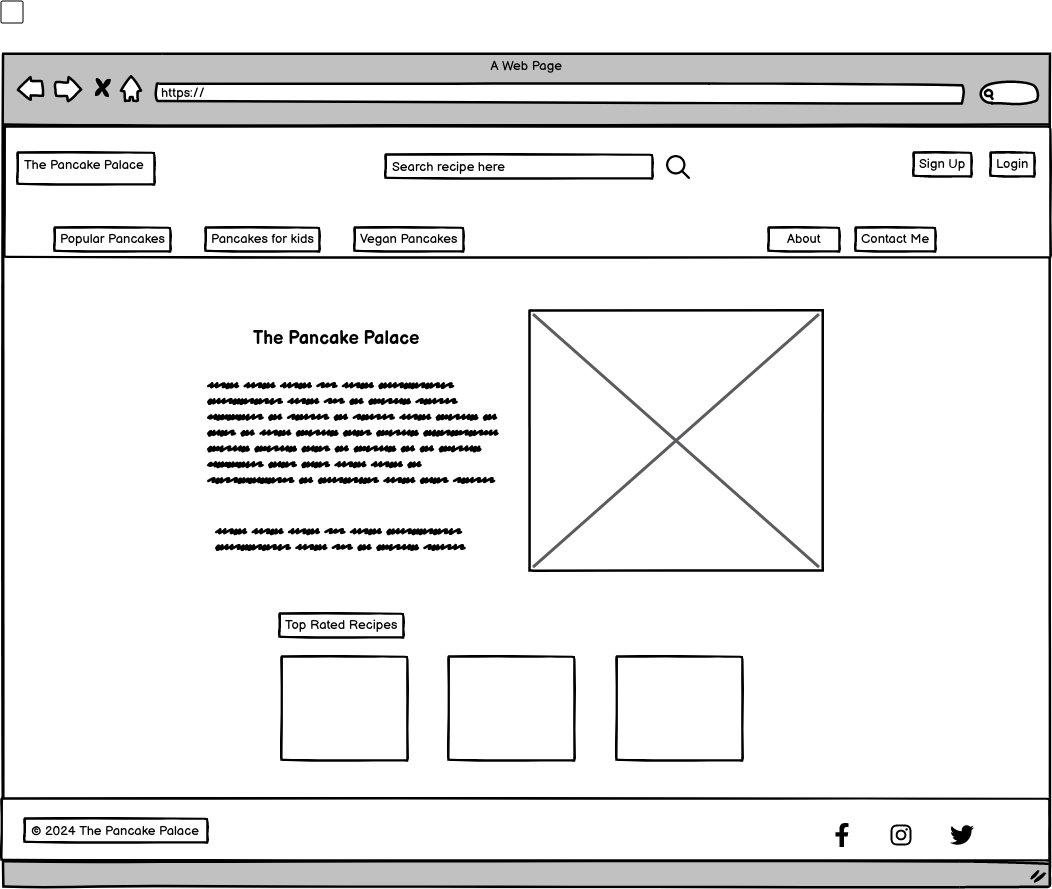 A Web Page
https://
The Pancake Palace
Search recipe here
Sign Up
Login
Popular Pancakes
Pancakes for kids
Vegan Pancakes
About
Contact Me
The Pancake Palace
Top Rated Recipes
© 2024 The Pancake Palace